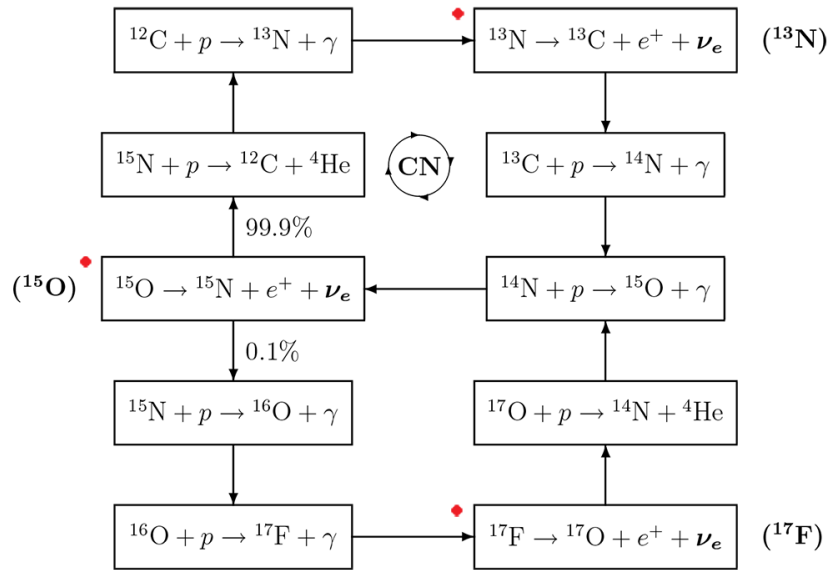 ¹²C + p → ¹³N + γ
¹³N → ¹³C + e⁺ + νₑ
(¹³N)
¹⁵N + p → ¹²C + ⁴He
CN
¹³C + p → ¹⁴N + γ
99.9%
(¹⁵O)
¹⁵O → ¹⁵N + e⁺ + νₑ
¹⁴N + p → ¹⁵O + γ
0.1%
¹⁵N + p → ¹⁶O + γ
¹⁷O + p → ¹⁴N + ⁴He
¹⁶O + p → ¹⁷F + γ
¹⁷F → ¹⁷O + e⁺ + νₑ
(¹⁷F)